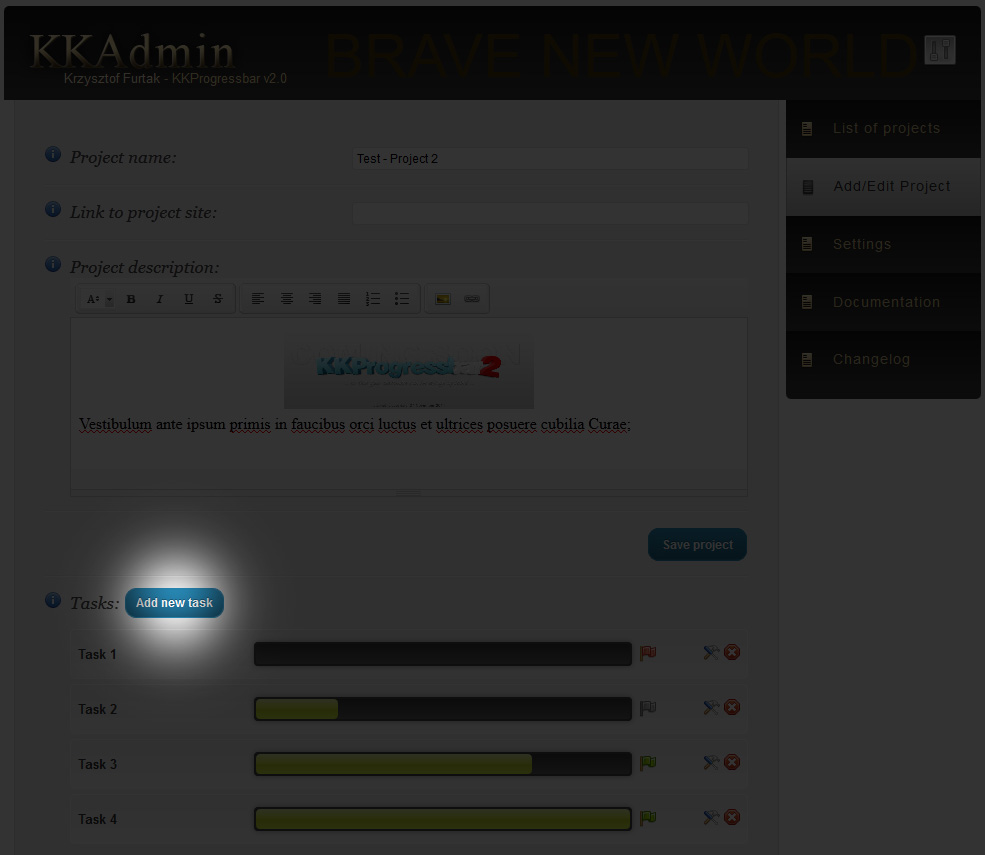 KKAdmin
BRAVE NEW WORLD
Krzysztof Furtak - KKProgressbar v2.0
List of projects
Add/Edit Project
Settings
Documentation
Changelog
Project name:
Test - Project 2
Link to project site:
Project description:
A
B I U S
KKProgress 2
Vestibulum ante ipsum primis in faucibus orci luctus et ultrices posuere cubilia Curae;
Save project
Tasks:
Add new task
Task 1
Task 2
Task 3
Task 4